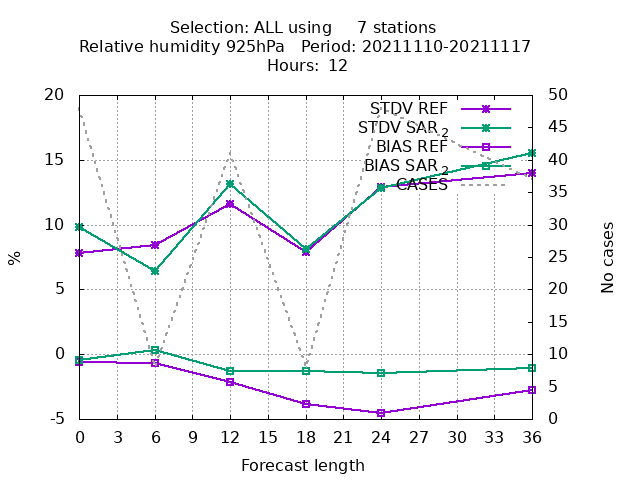 Selection: ALL using 7 stations
Relative humidity 925hPa Period: 20211110-20211117
Hours: 12
STDV REF
STDV SAR2
BIAS REF
BIAS SAR2
CASES
20
15
10
5
0
-5
%
50
45
40
35
30
25
20
15
10
5
0
No cases
0 3 6 9 12 15 18 21 24 27 30 33 36
Forecast length